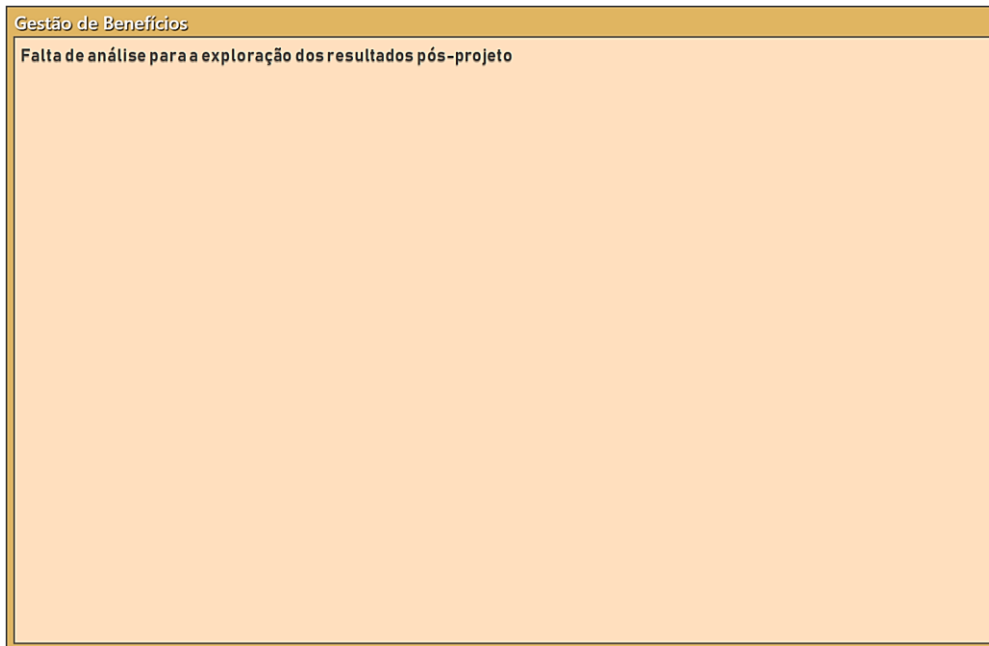 Gestão de Benefícios
Falta de análise para a exploração dos resultados pós-projeto